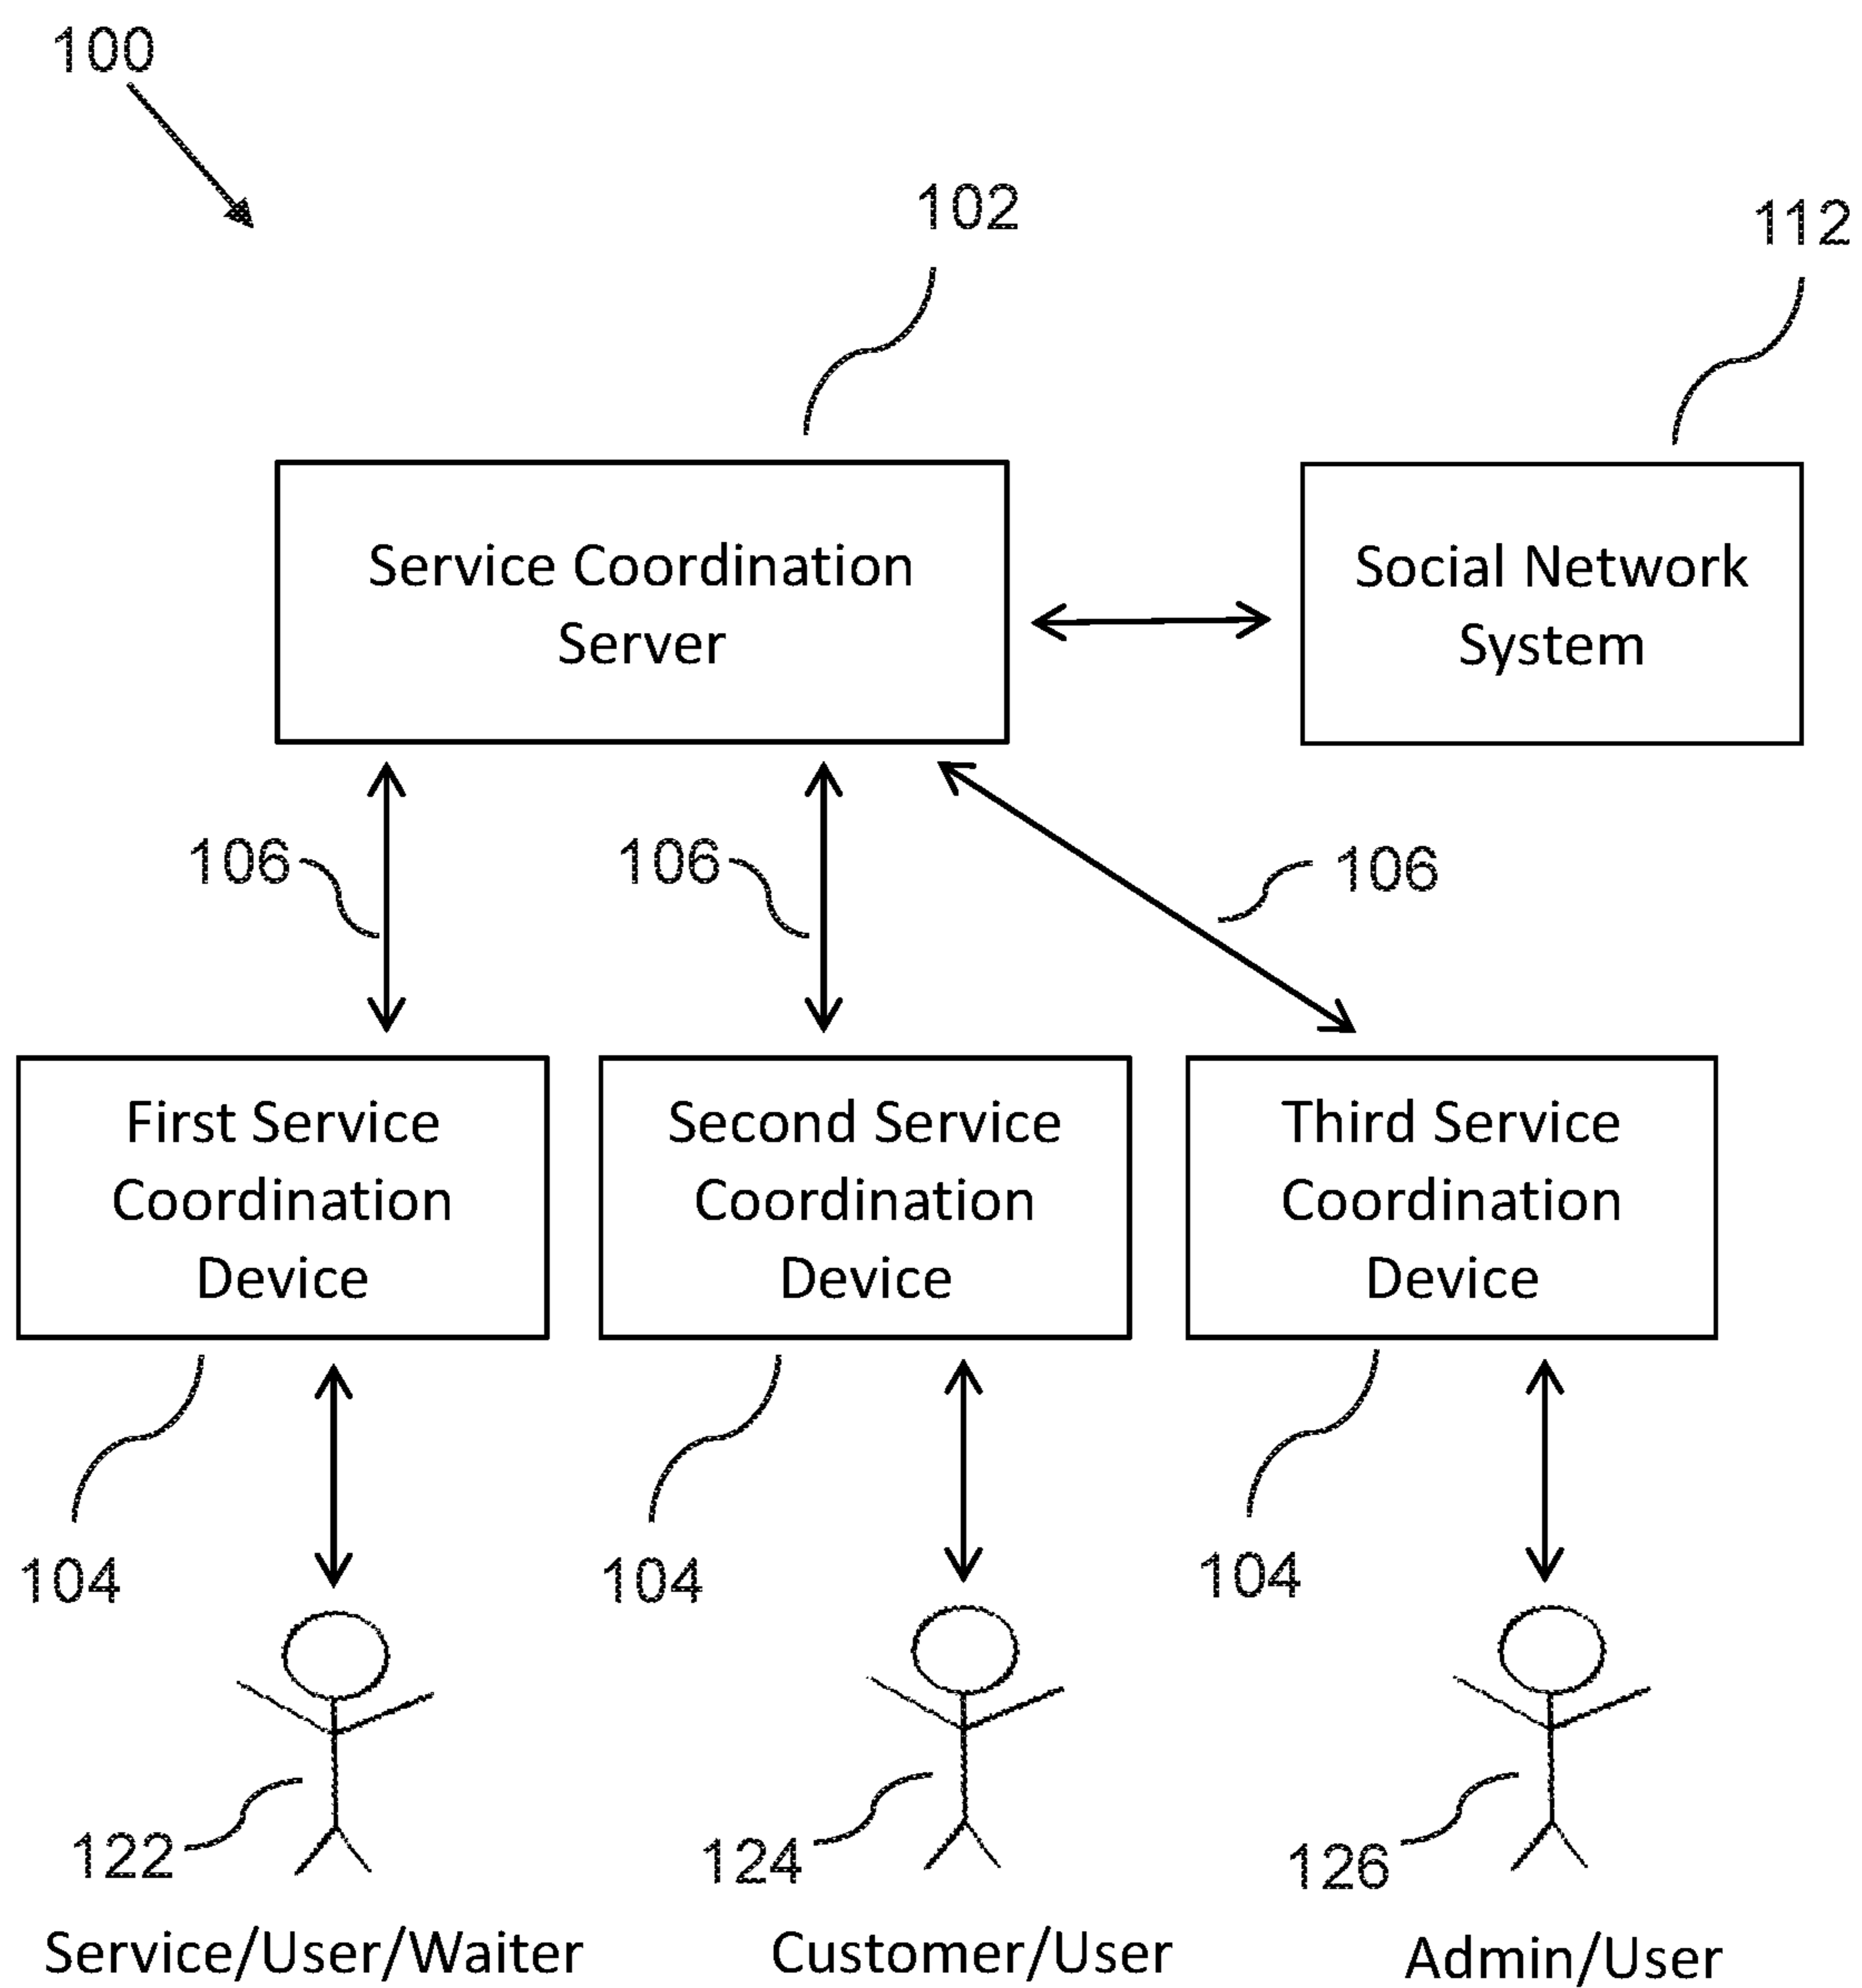 100
102
112
Service Coordination
Server
Social Network
System
106
106
106
First Service
Coordination
Device
Second Service
Coordination
Device
Third Service
Coordination
Device
104
104
104
122
124
126
Service/User/Waiter
Customer/User
Admin/User